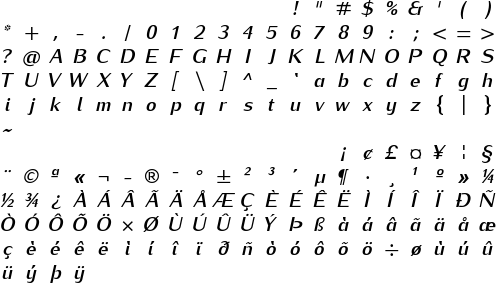 ! " # $ % & ' ( )
* + , - . / 0 1 2 3 4 5 6 7 8 9 : ; < = >
? @ A B C D E F G H I J K L M N O P Q R S
T U V W X Y Z [ \ ] ^ _ ` a b c d e f g h
i j k l m n o p q r s t u v w x y z { | }
~
¡ ¢ £ ¤ ¥ ¦ §
¨ © ª « ¬ - ® ¯ ° ± ² ³ ´ µ ¶ · ¸ ¹ º » ¼
½ ¾ ¿ À Á Â Ã Ä Å Æ Ç È É Ê Ë Ì Í Î Ï Ð Ñ
Ò Ó Ô Õ Ö × Ø Ù Ú Û Ü Ý Þ ß à á â ã ä å æ
ç è é ê ë ì í î ï ð ñ ò ó ô õ ö ÷ ø ù ú û
ü ý þ ÿ